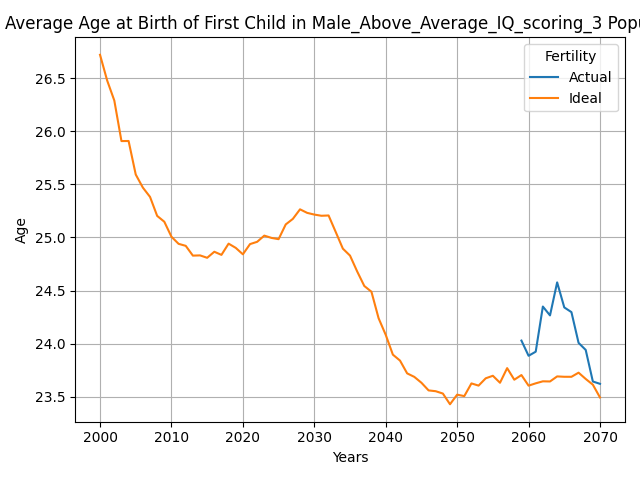 Average Age at Birth of First Child in Male_Above_Average_IQ_scoring_3 Popu
Fertility
Actual
Ideal
Age
26.5
26.0
25.5
25.0
24.5
24.0
23.5
2000 2010 2020 2030 2040 2050 2060 2070
Years